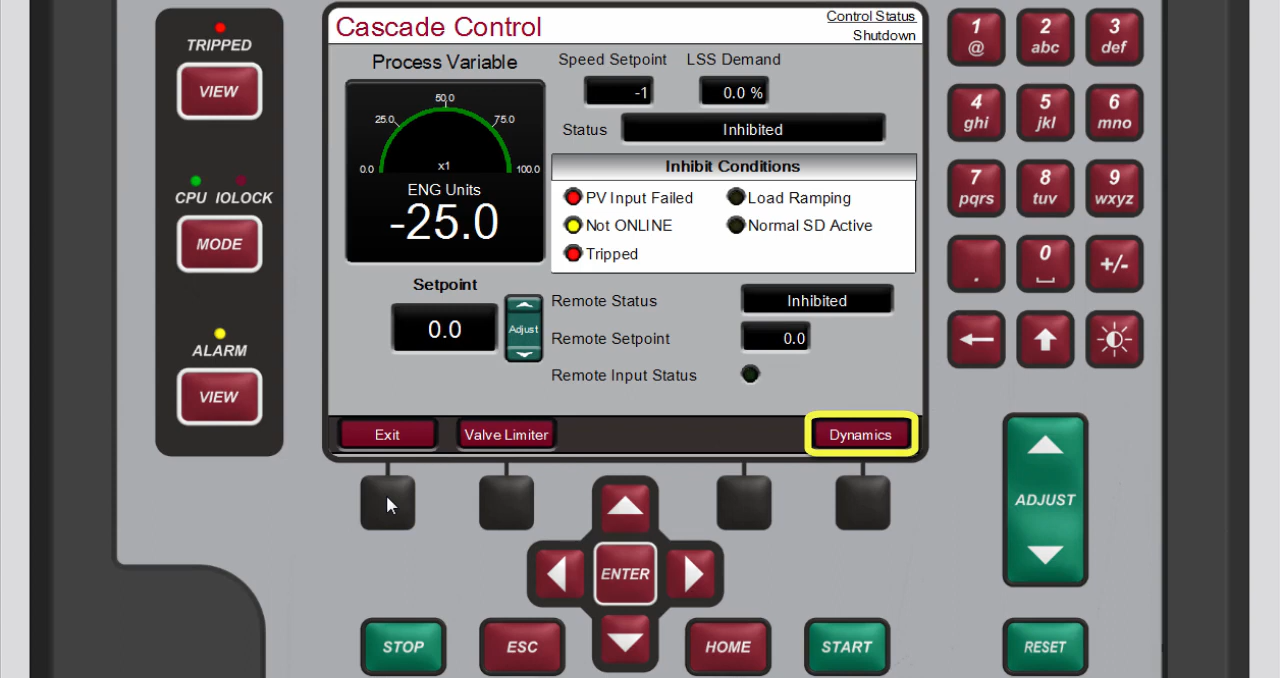 TRIPPED
VIEW
CPU IOLOCK
MODE
ALARM
VIEW
Cascade Control
Control Status
Shutdown
Process Variable
0.0
25.0
50.0
75.0
100.0
x1
ENG Units
-25.0
Setpoint
0.0
Adjust
Speed Setpoint
LSS Demand
-1
0.0 %
Status
Inhibited
Inhibit Conditions
PV Input Failed
Load Ramping
Not ONLINE
Normal SD Active
Tripped
Remote Status
Inhibited
Remote Setpoint
0.0
Remote Input Status
Exit
Valve Limiter
Dynamics
1
@
2
abc
3
def
4
ghi
5
jkl
6
mno
7
pqrs
8
tuv
9
wxyz
.
0
+/-
ADJUST
ENTER
STOP
ESC
HOME
START
RESET